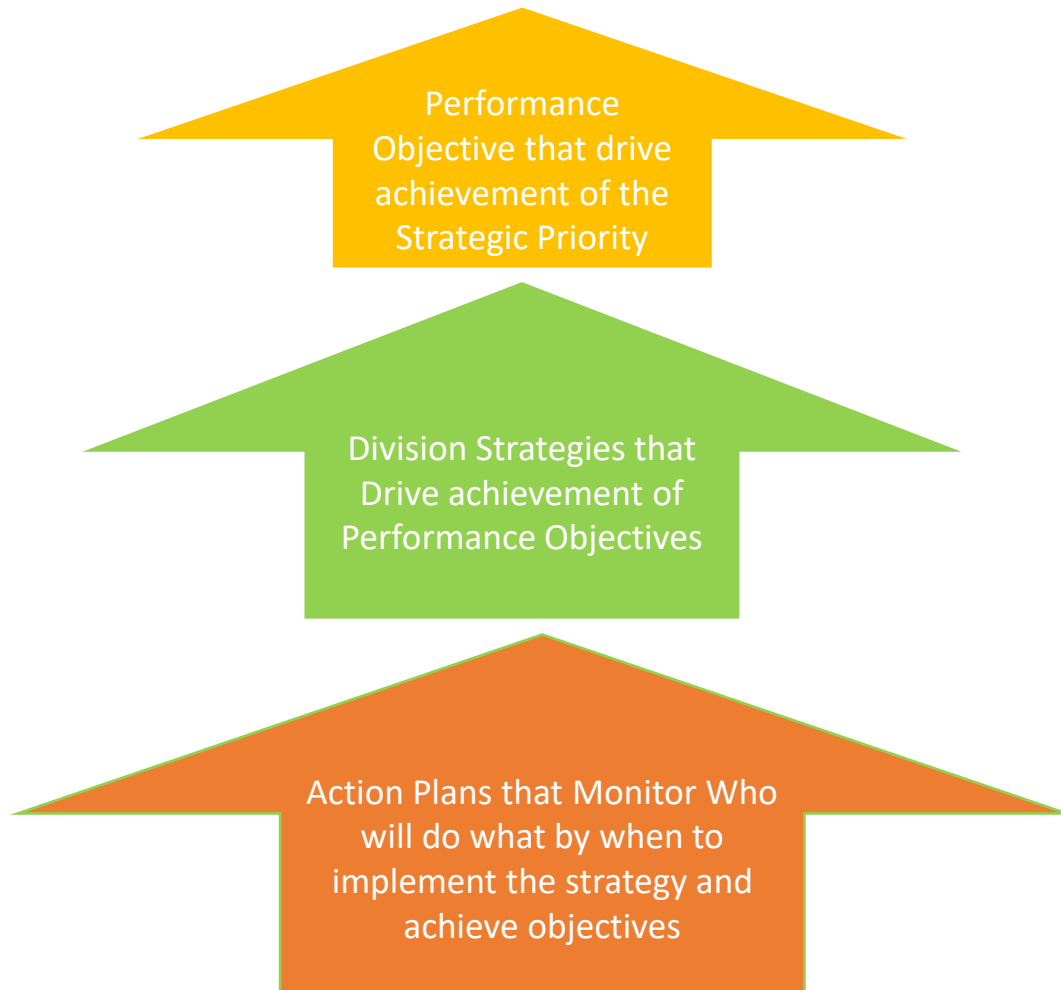 Performance
Objective that drive
achievement of the
Strategic Priority
Division Strategies that
Drive achievement of
Performance Objectives
Action Plans that Monitor Who
will do what by when to
implement the strategy and
achieve objectives